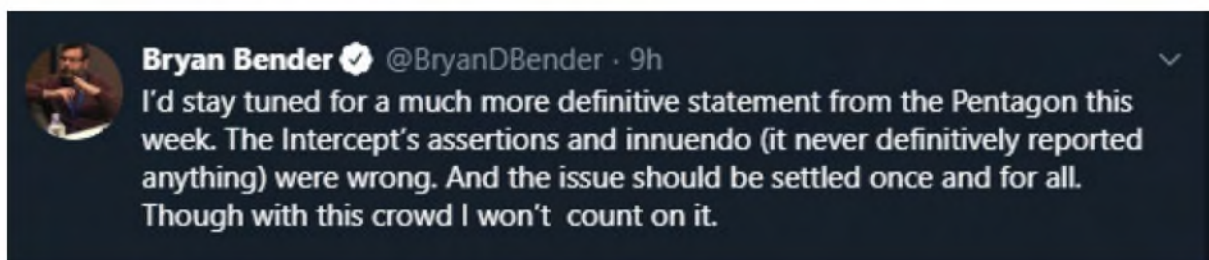 Bryan Bender @BryanDBender · 9h
I'd stay tuned for a much more definitive statement from the Pentagon this
week. The Intercept's assertions and innuendo (it never definitively reported
anything) were wrong. And the issue should be settled once and for all.
Though with this crowd I won't  count on it.